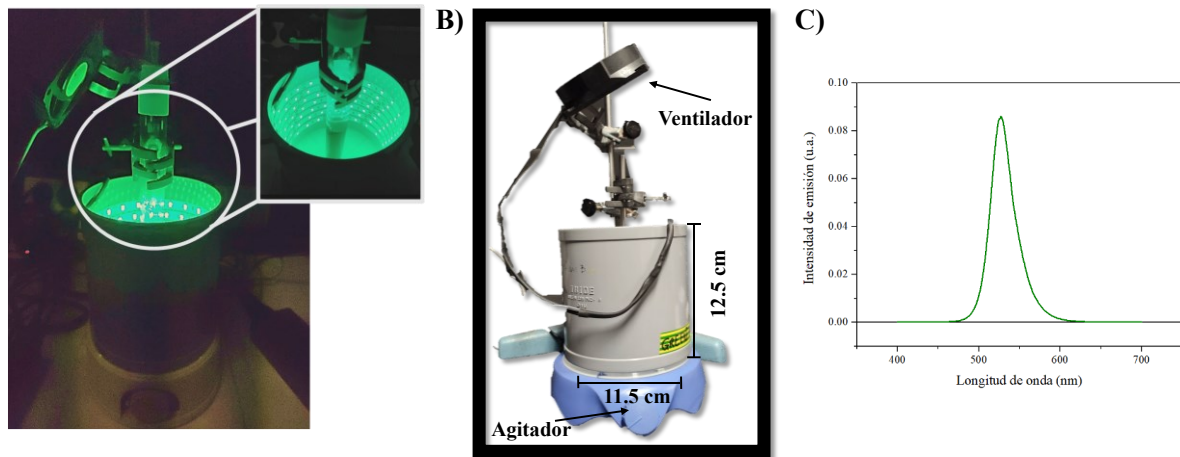 B)
Ventilador
12.5 cm
11.5 cm
Agitador
C)
0.10
0.08
0.06
0.04
0.02
0.00
Intensidad de emisión (u.a.)
400 500 600 700
Longitud de onda (nm)